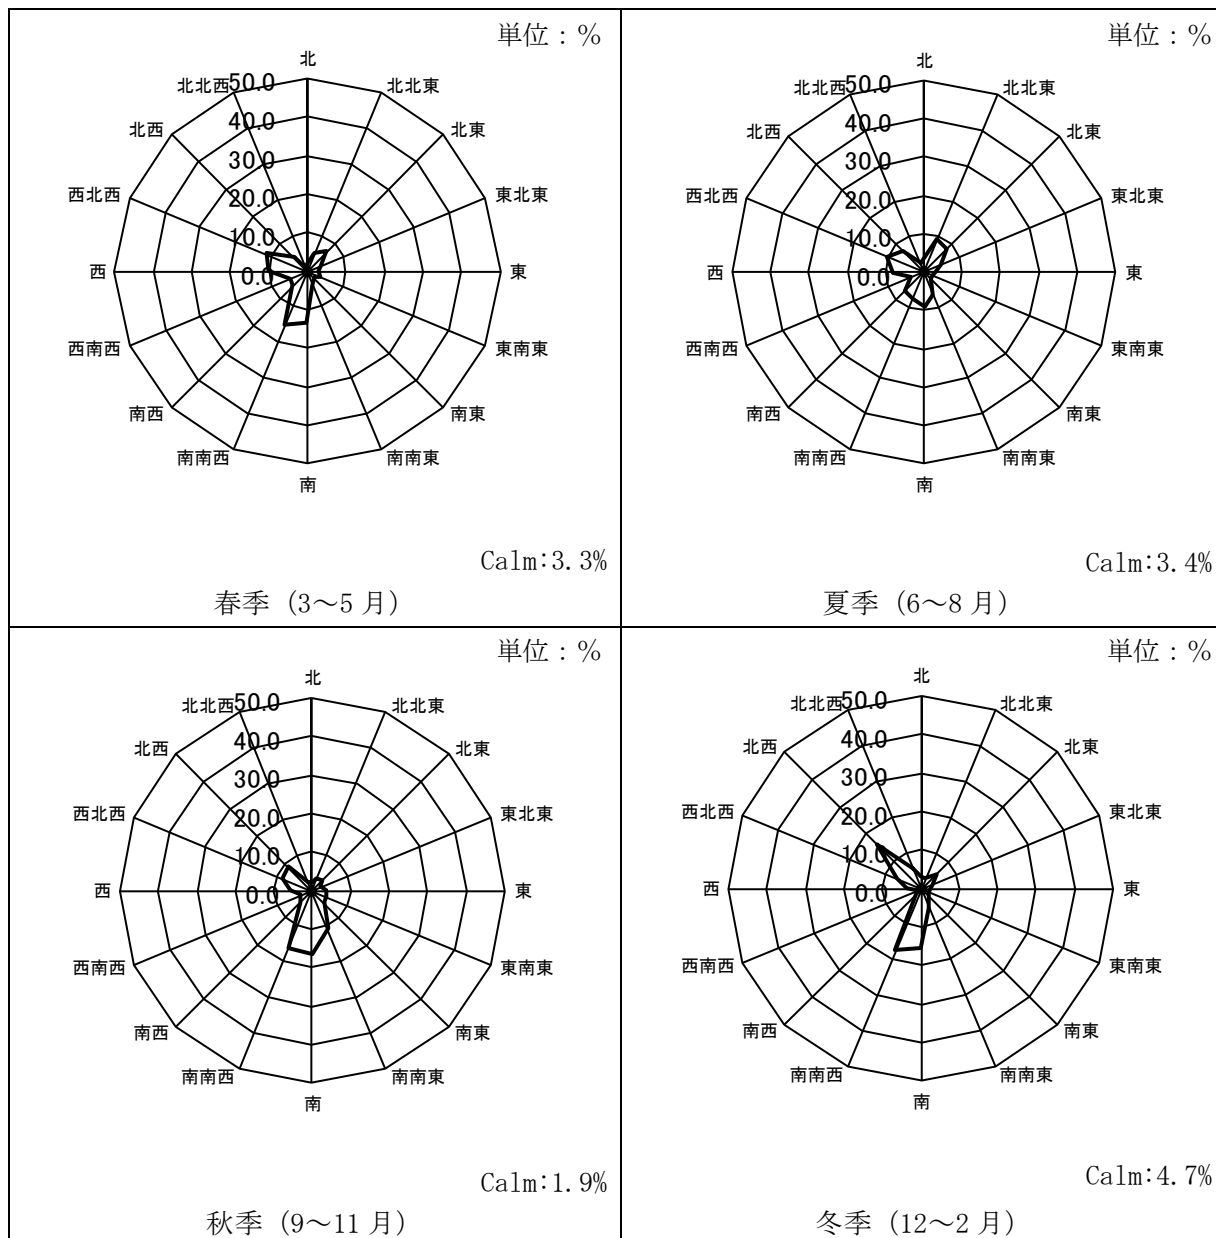 単位：％
北
北北東
北東
東北東
東
東南東
南東
南南東
南
南南西
南西
西南西
西
西北西
北西
北北西
50.0
40.0
30.0
20.0
10.0
0.0
Calm:3.3%
春季（3～5 月）
単位：％
北
北北東
北東
東北東
東
東南東
南東
南南東
南
南南西
南西
西南西
西
西北西
北西
北北西
50.0
40.0
30.0
20.0
10.0
0.0
Calm:3.4%
夏季（6～8 月）
単位：％
北
北北東
北東
東北東
東
東南東
南東
南南東
南
南南西
南西
西南西
西
西北西
北西
北北西
50.0
40.0
30.0
20.0
10.0
0.0
Calm:1.9%
秋季（9～11 月）
単位：％
北
北北東
北東
東北東
東
東南東
南東
南南東
南
南南西
南西
西南西
西
西北西
北西
北北西
50.0
40.0
30.0
20.0
10.0
0.0
Calm:4.7%
冬季（12～2 月）